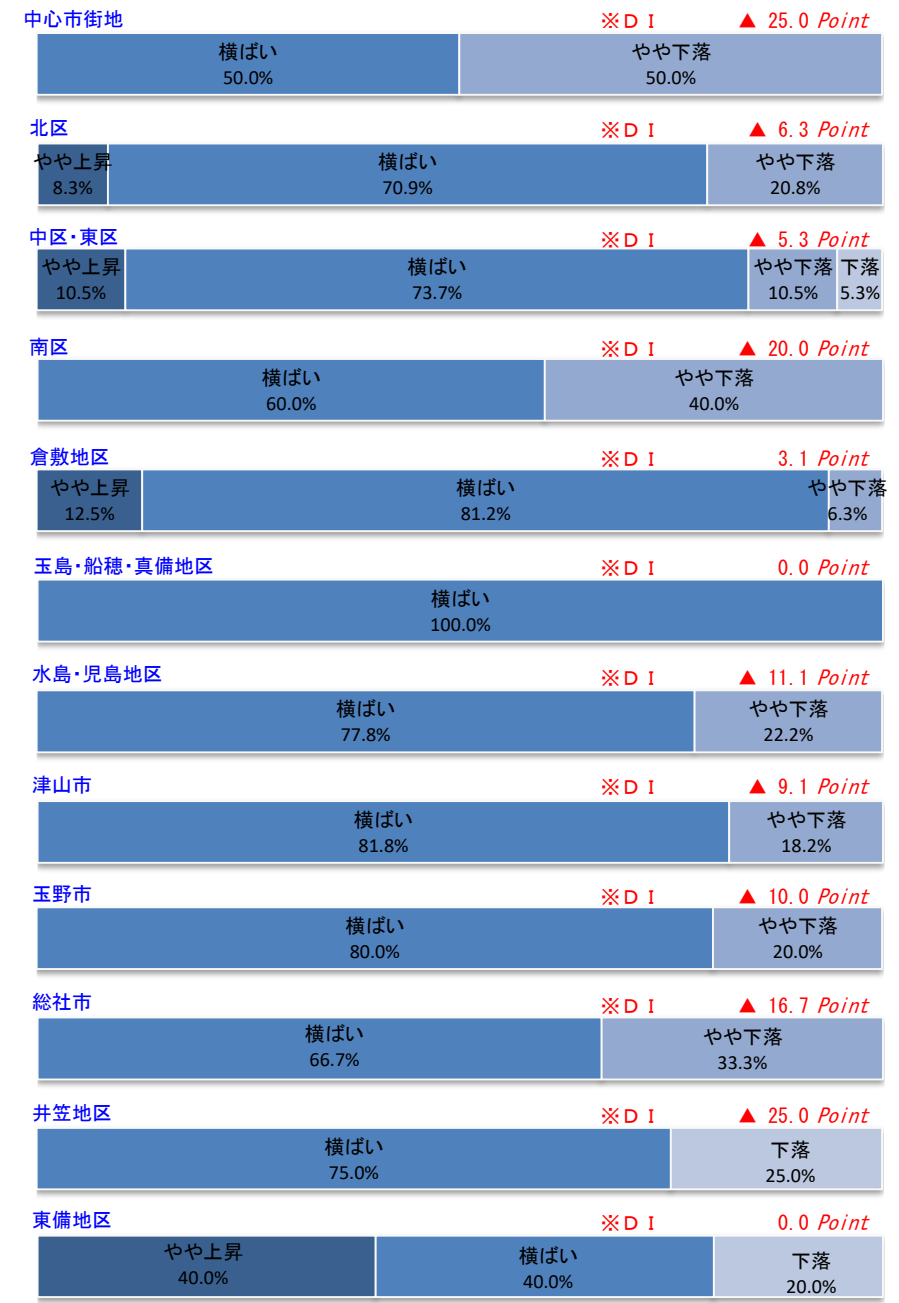 中心市街地 ※ＤＩ ▲ 25.0 Point
横ばい やや下落
50.0% 50.0%
北区 ※ＤＩ ▲ 6.3 Point
やや上昇 横ばい やや下落
8.3% 70.9% 20.8%
中区・東区 ※ＤＩ ▲ 5.3 Point
やや上昇 横ばい やや下落 下落
10.5% 73.7% 10.5% 5.3%
南区 ※ＤＩ ▲ 20.0 Point
横ばい やや下落
60.0% 40.0%
倉敷地区 ※ＤＩ 3.1 Point
やや上昇 横ばい やや下落
12.5% 81.2% 6.3%
玉島・船穂・真備地区 ※ＤＩ 0.0 Point
横ばい
100.0%
水島・児島地区 ※ＤＩ ▲ 11.1 Point
横ばい やや下落
77.8% 22.2%
津山市 ※ＤＩ ▲ 9.1 Point
横ばい やや下落
81.8% 18.2%
玉野市 ※ＤＩ ▲ 10.0 Point
横ばい やや下落
80.0% 20.0%
総社市 ※ＤＩ ▲ 16.7 Point
横ばい やや下落
66.7% 33.3%
井笠地区 ※ＤＩ ▲ 25.0 Point
横ばい 下落
75.0% 25.0%
東備地区 ※ＤＩ 0.0 Point
やや上昇 横ばい 下落
40.0% 40.0% 20.0%